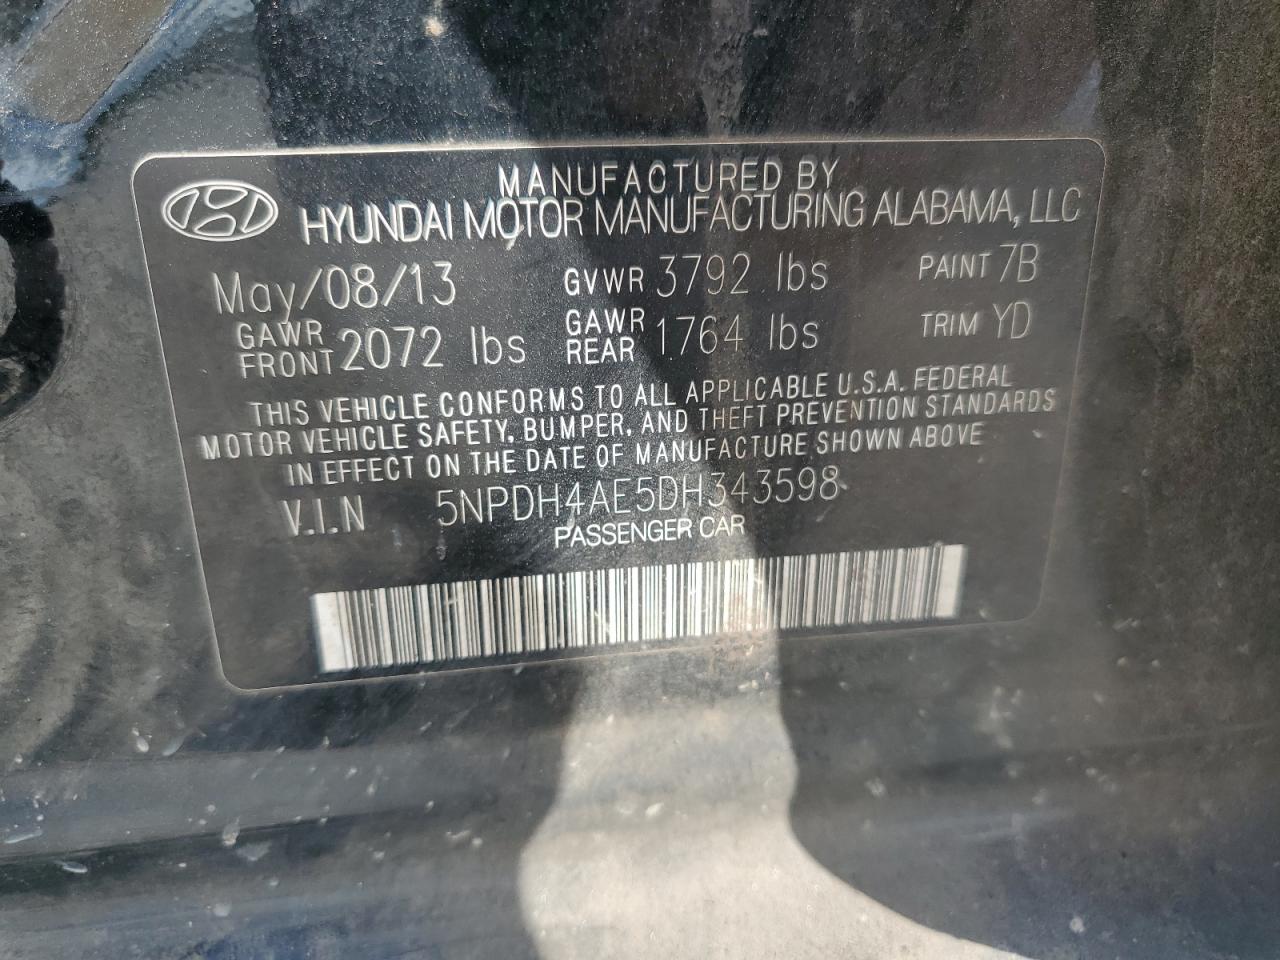 MANUFACTURED BY
HYUNDAI MOTOR MANUFACTURING ALABAMA, LLC
May/08/13 GVWR 3792 lbs PAINT 7B
GAWR FRONT 2072 lbs GAWR REAR 1764 lbs TRIM YD
THIS VEHICLE CONFORMS TO ALL APPLICABLE U.S.A. FEDERAL
MOTOR VEHICLE SAFETY, BUMPER, AND THEFT PREVENTION STANDARDS
IN EFFECT ON THE DATE OF MANUFACTURE SHOWN ABOVE
V.I.N 5NPDH4AE5DH343598
PASSENGER CAR